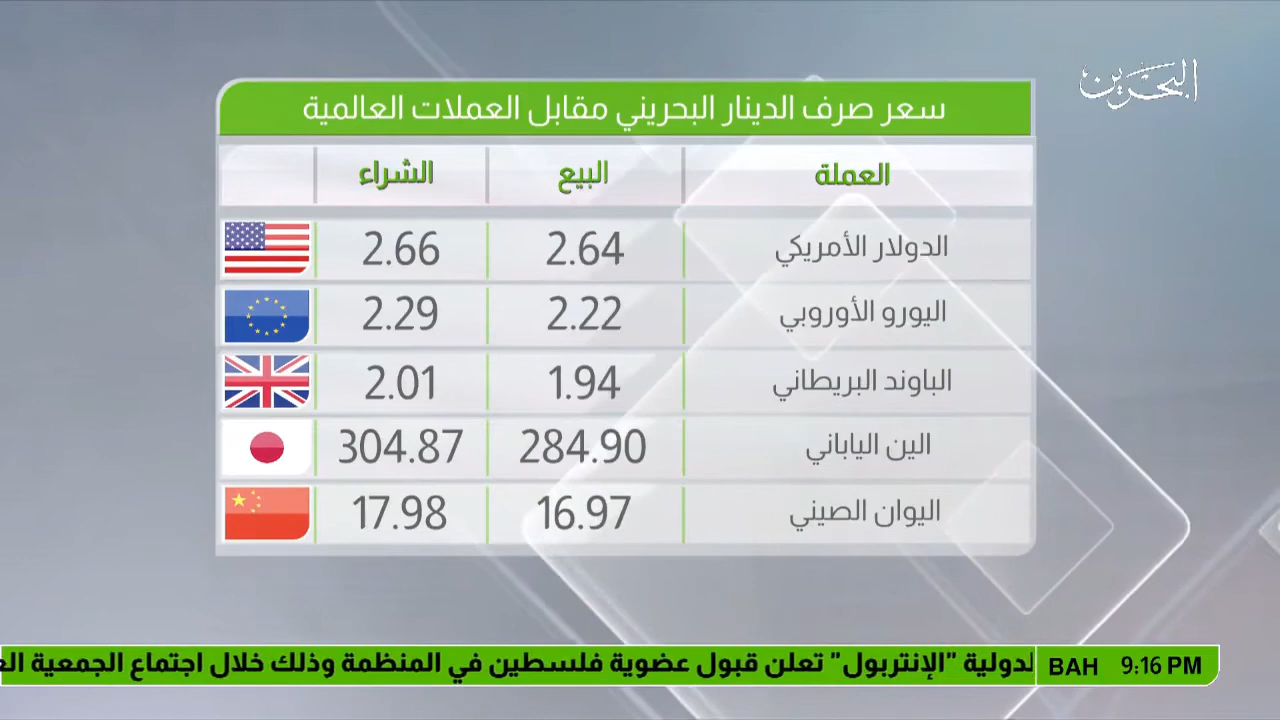 البحرين
سعر صرف الدينار البحريني مقابل العملات العالمية
العملة البيع الشراء
الدولار الأمريكي 2.64 2.66
اليورو الأوروبي 2.22 2.29
الباوند البريطاني 1.94 2.01
الين الياباني 284.90 304.87
اليوان الصيني 16.97 17.98
BAH 9:16 PM
لدولية "الإنتربول" تعلن قبول عضوية فلسطين في المنظمة وذلك خلال اجتماع الجمعية الع